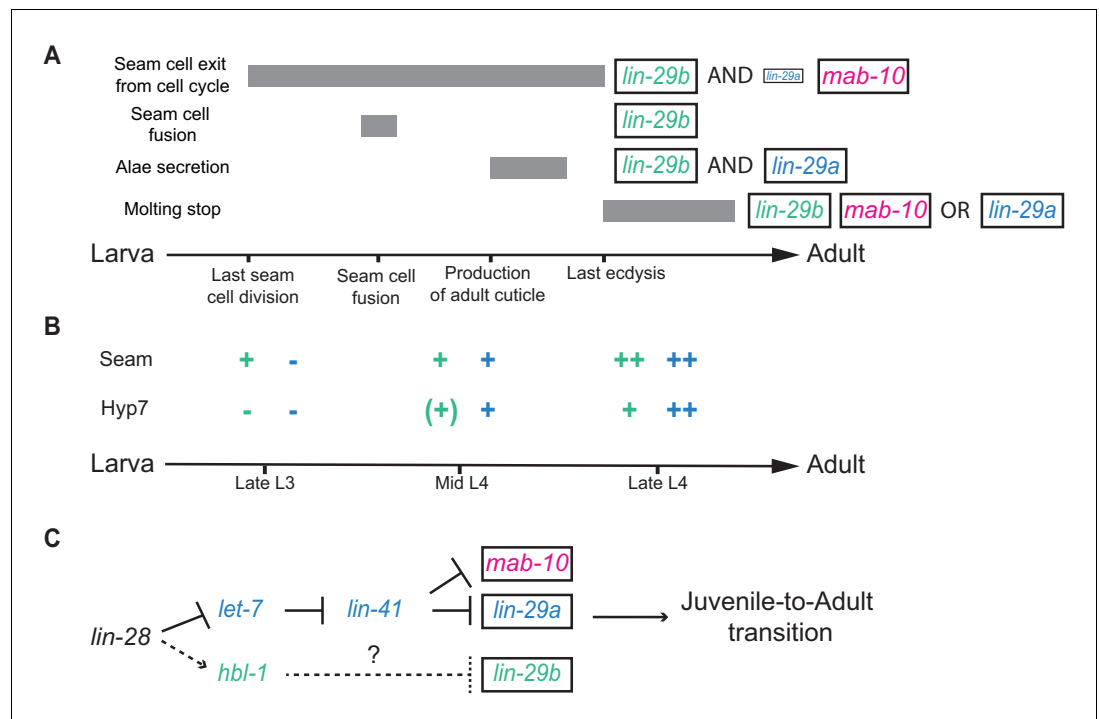 A
Seam cell exit
from cell cycle
lin-29b AND lin-29a mab-10
Seam cell
fusion
lin-29b
Alae secretion
lin-29b AND lin-29a
Molting stop
lin-29b mab-10 OR lin-29a
Larva
Adult
Last seam
cell division
Seam cell
fusion
Production
of adult cuticle
Last ecdysis
B
Seam
+ - + + ++ ++
Hyp7
- - (+) + + ++
Larva
Adult
Late L3
Mid L4
Late L4
C
mab-10
let-7
lin-41
lin-29a
lin-28
Juvenile-to-Adult
transition
?
hbl-1
lin-29b